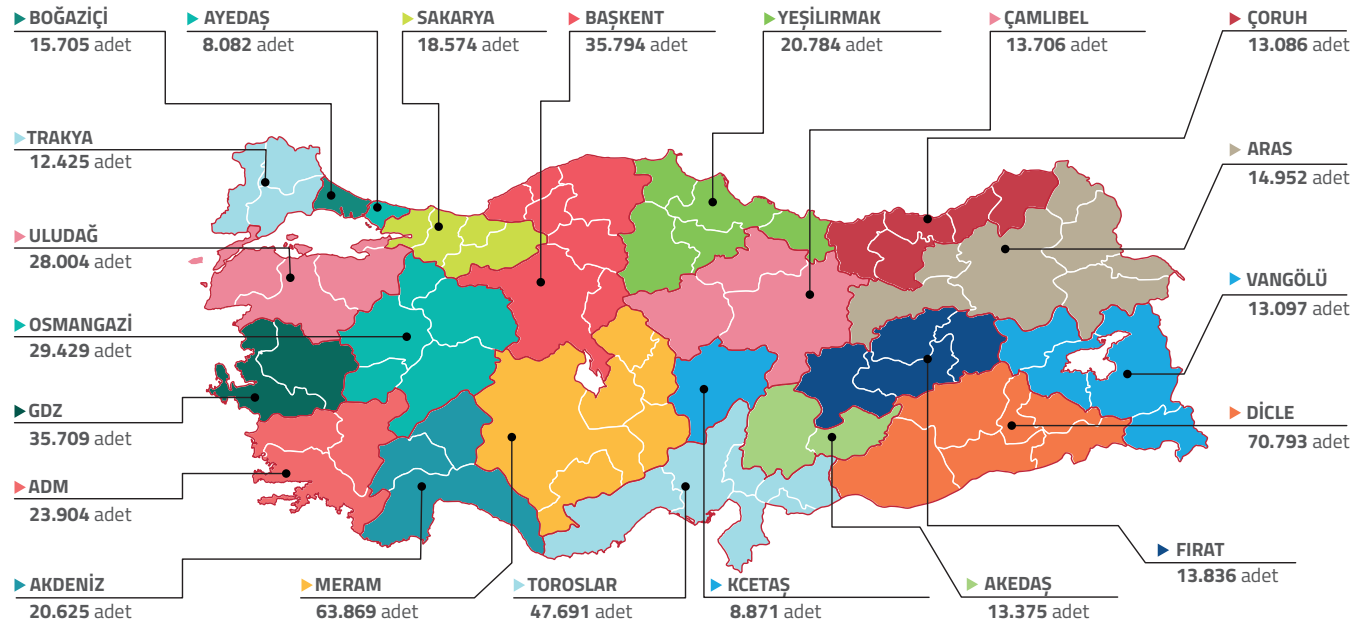 BOĞAZİÇİ
15.705 adet
AYEDAŞ
8.082 adet
SAKARYA
18.574 adet
BAŞKENT
35.794 adet
YEŞİLIRMAK
20.784 adet
ÇAMLIBEL
13.706 adet
ÇORUH
13.086 adet
TRAKYA
12.425 adet
ARAS
14.952 adet
ULUDAĞ
28.004 adet
VANGÖLÜ
13.097 adet
OSMANGAZİ
29.429 adet
GDZ
35.709 adet
DİCLE
70.793 adet
ADM
23.904 adet
FIRAT
13.836 adet
AKDENİZ
20.625 adet
MERAM
63.869 adet
TOROSLAR
47.691 adet
KCETAŞ
8.871 adet
AKEDAŞ
13.375 adet